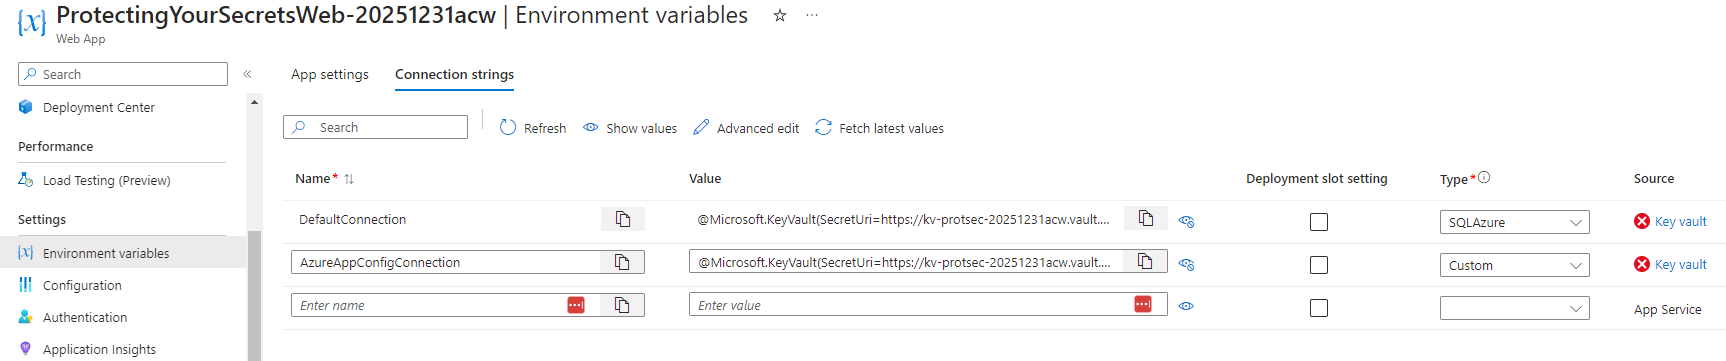 ProtectingYourSecretsWeb-20251231acw | Environment variables
Web App
Search
App settings
Connection strings
Deployment Center
Search
Refresh
Show values
Advanced edit
Fetch latest values
Performance
Load Testing (Preview)
Name *
Value
Deployment slot setting
Type *
Source
Settings
DefaultConnection
@Microsoft.KeyVault(SecretUri=https://kv-protsec-20251231acw.vault....
SQLAzure
Key vault
Environment variables
AzureAppConfigConnection
@Microsoft.KeyVault(SecretUri=https://kv-protsec-20251231acw.vault....
Custom
Key vault
Configuration
Enter name
Enter value
App Service
Authentication
Application Insights